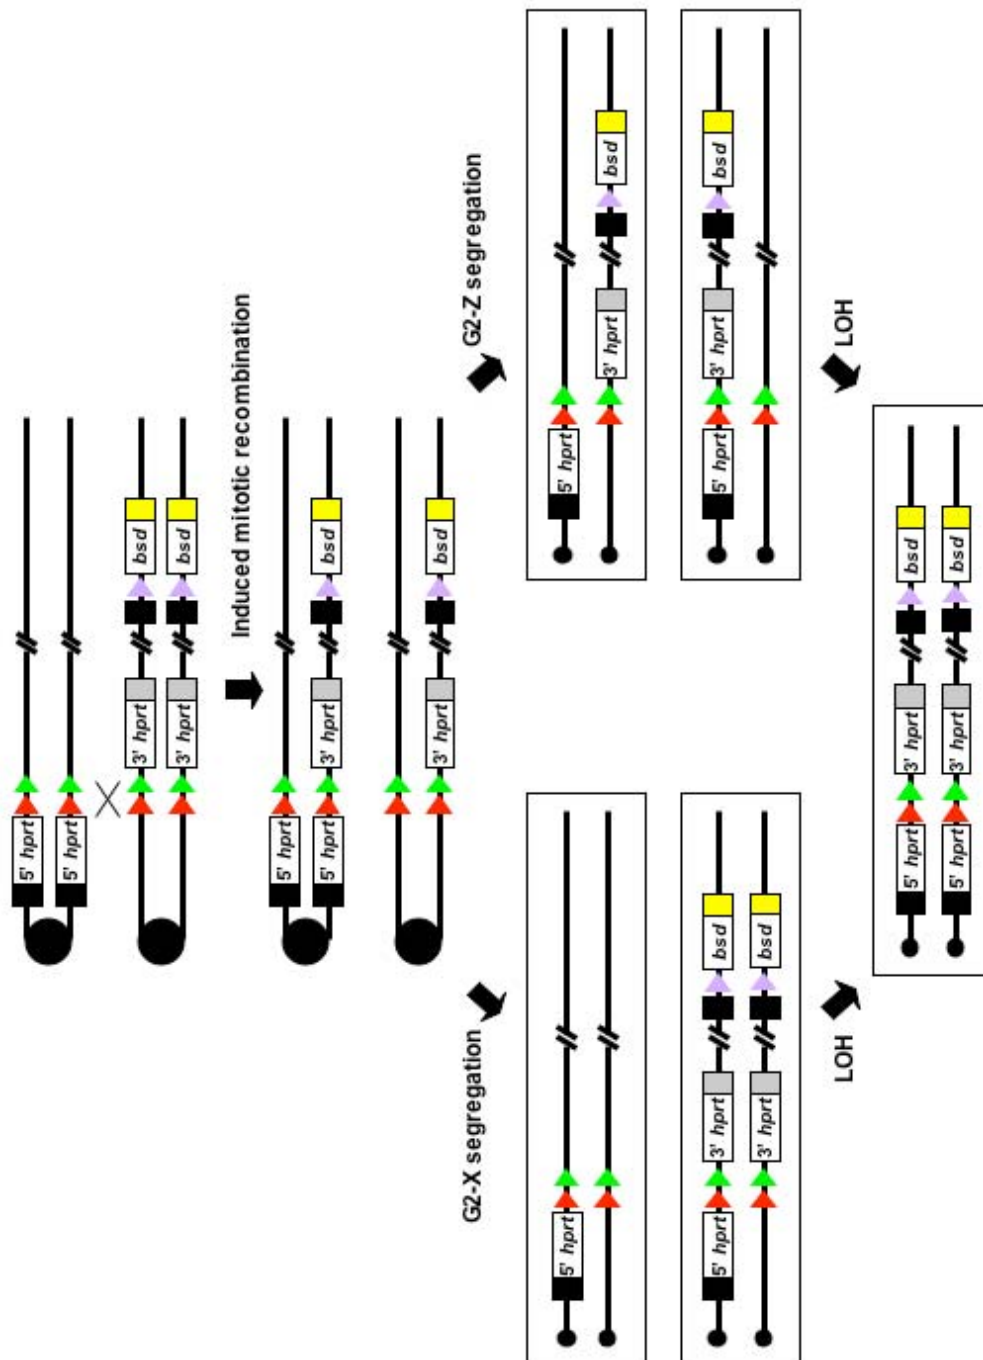 5' hprt
5' hprt
3' hprt bsd
3' hprt bsd
Induced mitotic recombination
5' hprt
5' hprt 3' hprt bsd
3' hprt bsd
G2-X segregation
G2-Z segregation
5' hprt
5' hprt 3' hprt bsd
3' hprt bsd
5' hprt
3' hprt bsd
5' hprt 3' hprt bsd
LOH
LOH
5' hprt 3' hprt bsd
5' hprt 3' hprt bsd